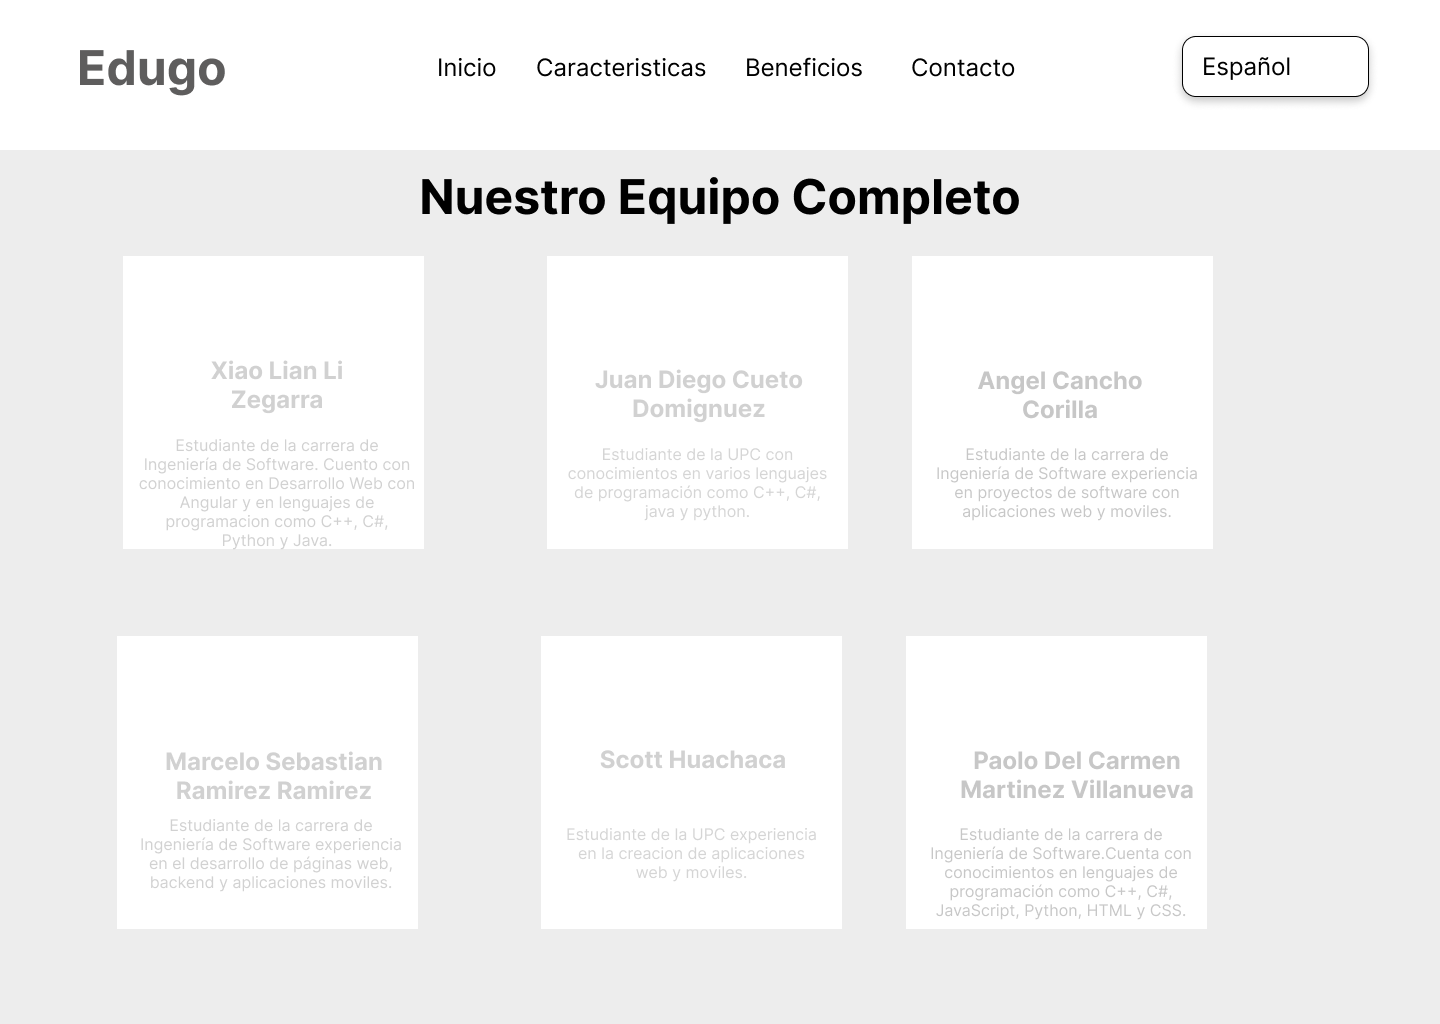 Edugo
Inicio
Caracteristicas
Beneficios
Contacto
Español
Nuestro Equipo Completo
Xiao Lian Li
Zegarra
Estudiante de la carrera de
Ingeniería de Software. Cuento con
conocimiento en Desarrollo Web con
Angular y en lenguajes de
programacion como C++, C#,
Python y Java.
Juan Diego Cueto
Domignuez
Estudiante de la UPC con
conocimientos en varios lenguajes
de programación como C++, C#,
java y python.
Angel Cancho
Corilla
Estudiante de la carrera de
Ingeniería de Software experiencia
en proyectos de software con
aplicaciones web y moviles.
Marcelo Sebastian
Ramirez Ramirez
Estudiante de la carrera de
Ingeniería de Software experiencia
en el desarrollo de páginas web,
backend y aplicaciones moviles.
Scott Huachaca
Estudiante de la UPC experiencia
en la creacion de aplicaciones
web y moviles.
Paolo Del Carmen
Martinez Villanueva
Estudiante de la carrera de
Ingeniería de Software.Cuenta con
conocimientos en lenguajes de
programación como C++, C#,
JavaScript, Python, HTML y CSS.